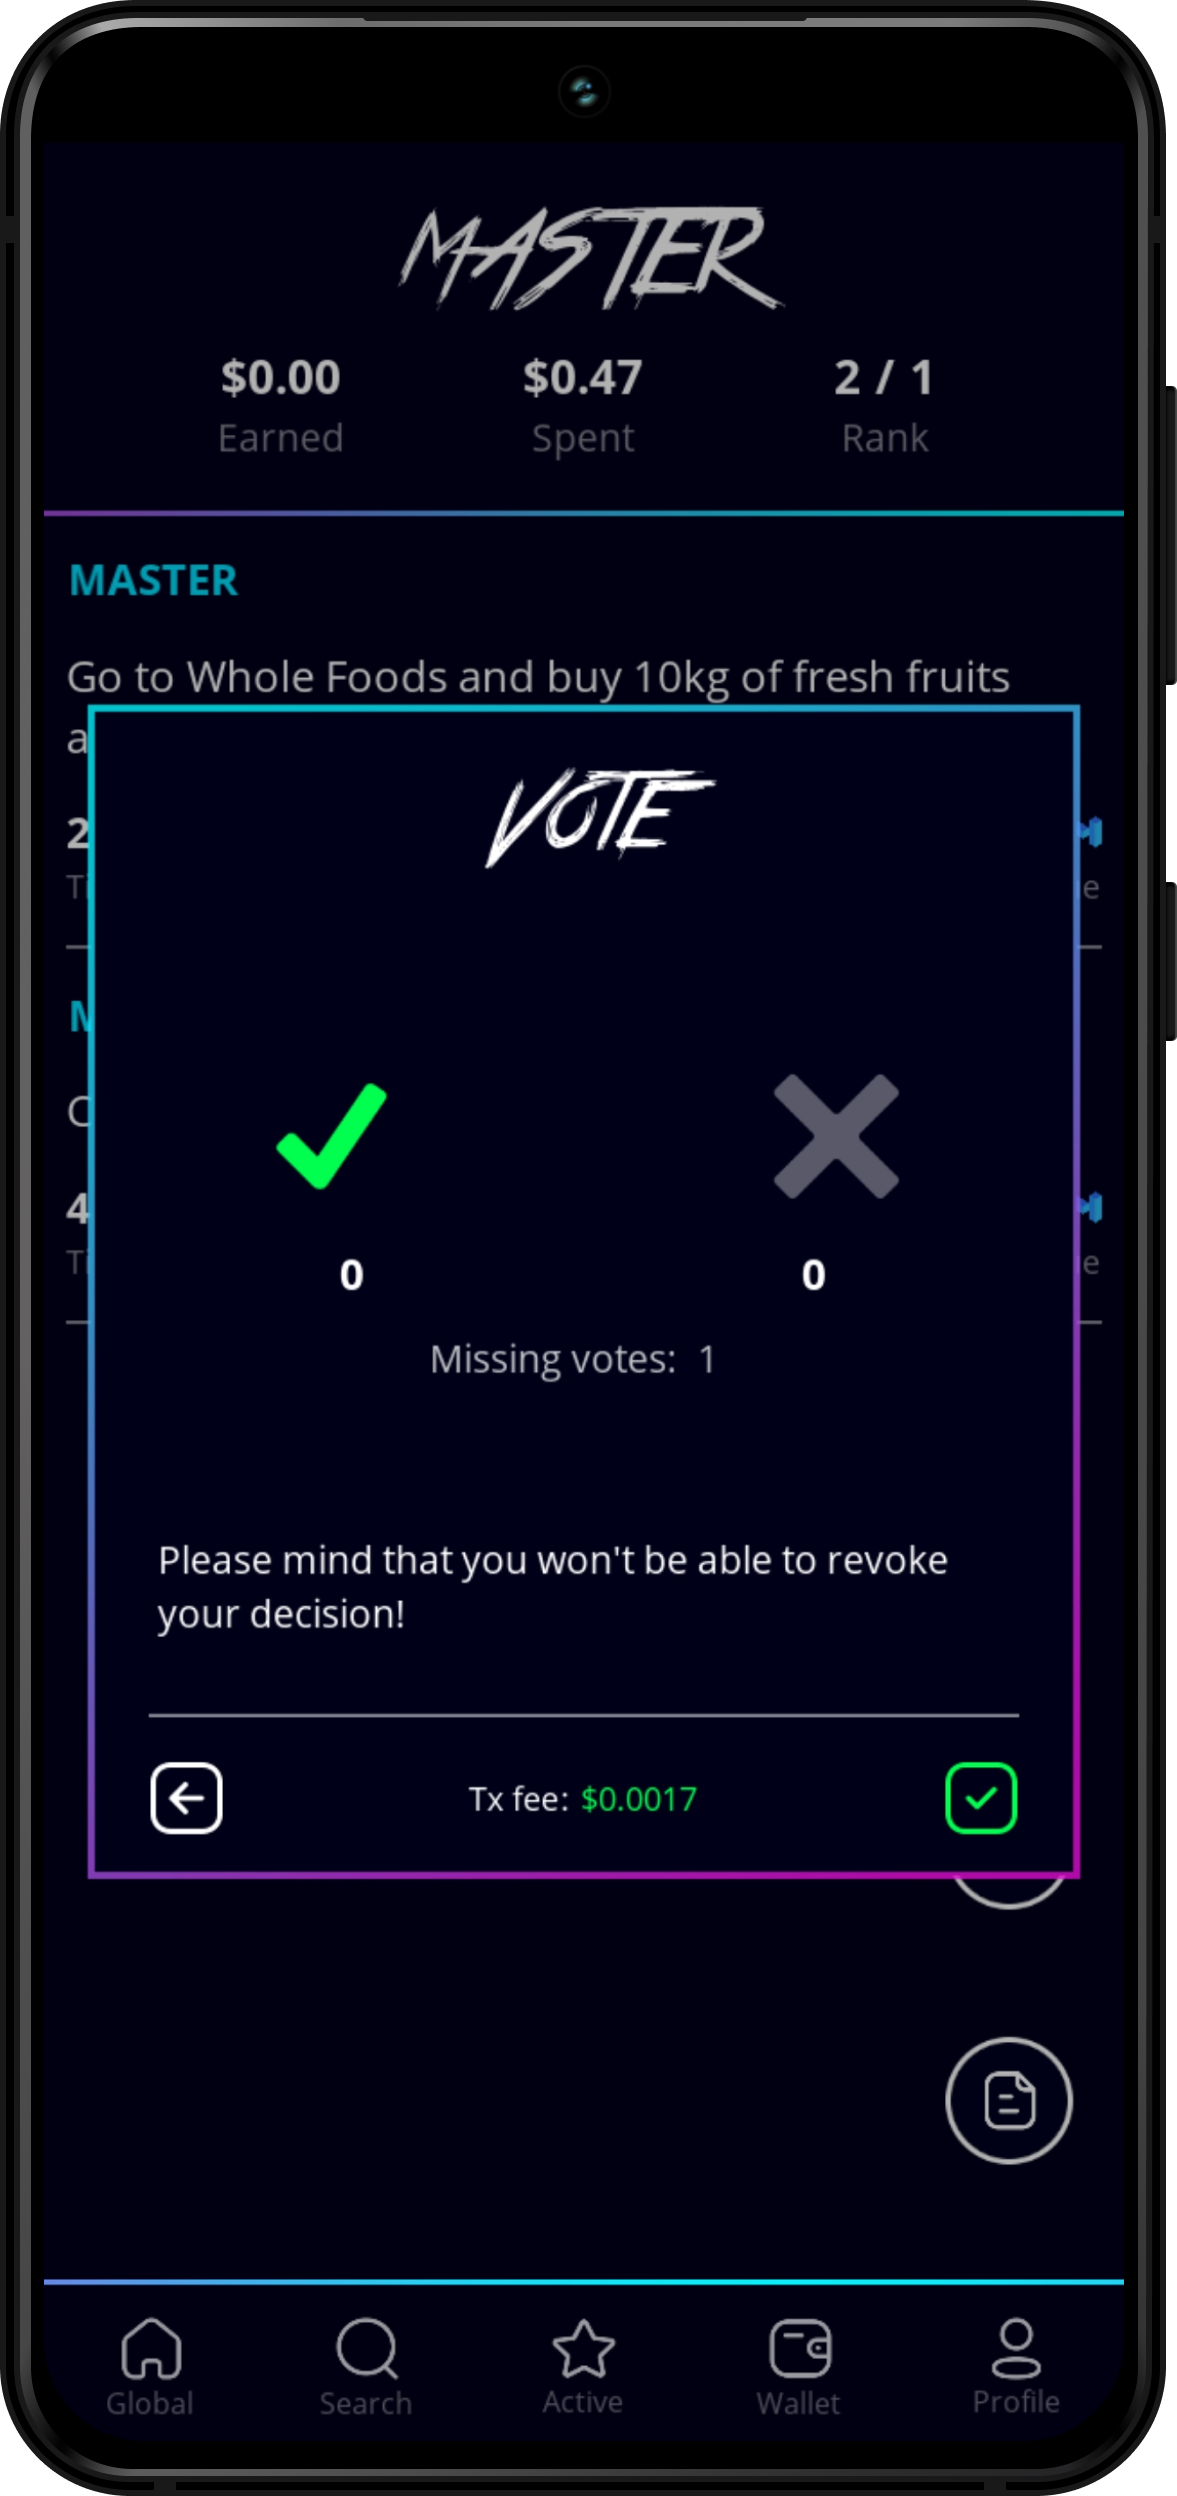 MASTER
$0.00 $0.47 2 / 1
Earned Spent Rank
MASTER
Go to Whole Foods and buy 10kg of fresh fruits
VOTE
0 0
Missing votes: 1
Please mind that you won't be able to revoke
your decision!
Tx fee: $0.0017
Global Search Active Wallet Profile